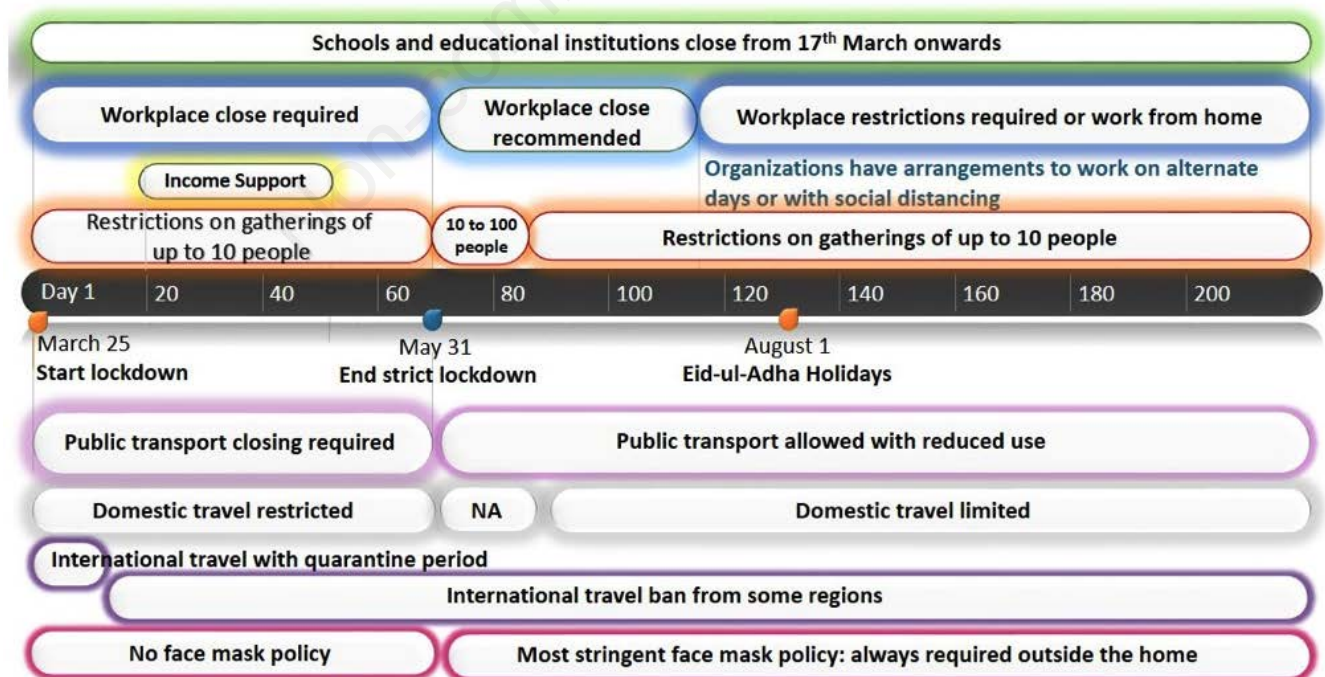 Schools and educational institutions close from 17th March onwards
Workplace close required
Workplace close
recommended
Workplace restrictions required or work from home
Income Support
Organizations have arrangements to work on alternate
days or with social distancing
Restrictions on gatherings of
up to 10 people
10 to 100
people
Restrictions on gatherings of up to 10 people
Day 1 20 40 60 80 100 120 140 160 180 200
March 25
Start lockdown
May 31
End strict lockdown
August 1
Eid-ul-Adha Holidays
Public transport closing required
Public transport allowed with reduced use
Domestic travel restricted
NA
Domestic travel limited
International travel with quarantine period
International travel ban from some regions
No face mask policy
Most stringent face mask policy: always required outside the home